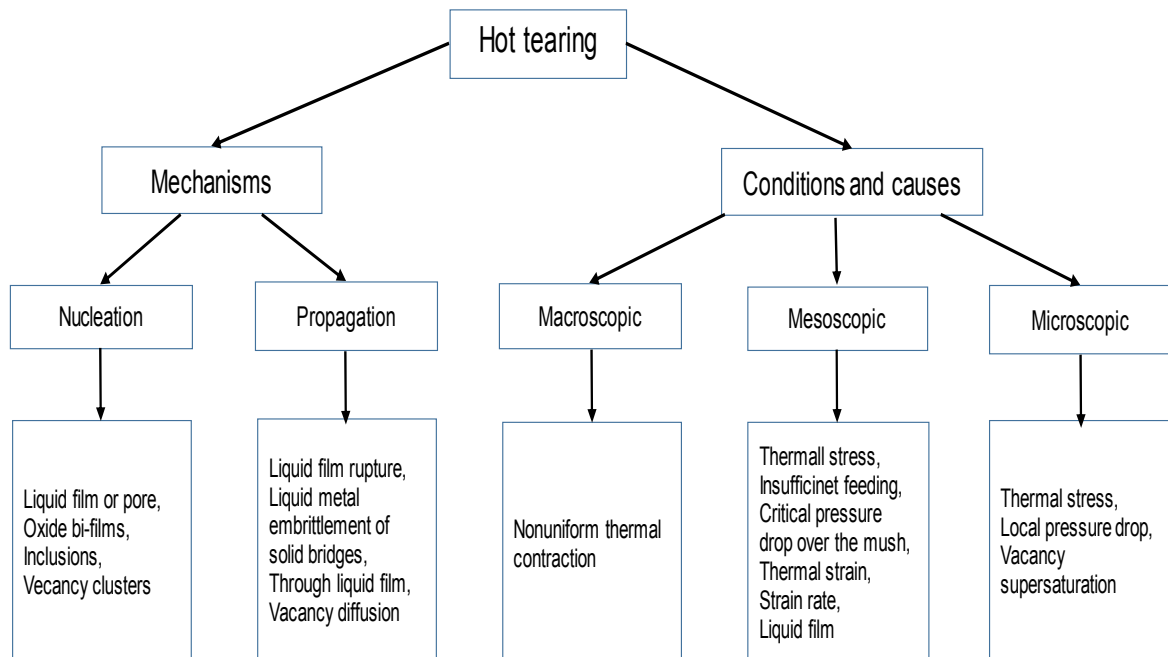 Hot tearing
Mechanisms
Conditions and causes
Nucleation
Propagation
Macroscopic
Mesoscopic
Microscopic
Liquid film or pore,
Oxide bi-films,
Inclusions,
Vecancy clusters
Liquid film rupture,
Liquid metal
embrittlement of
solid bridges,
Through liquid film,
Vacancy diffusion
Nonuniform thermal
contraction
Thermall stress,
Insufficinet feeding,
Critical pressure
drop over the mush,
Thermal strain,
Strain rate,
Liquid film
Thermal stress,
Local pressure drop,
Vacancy
supersaturation